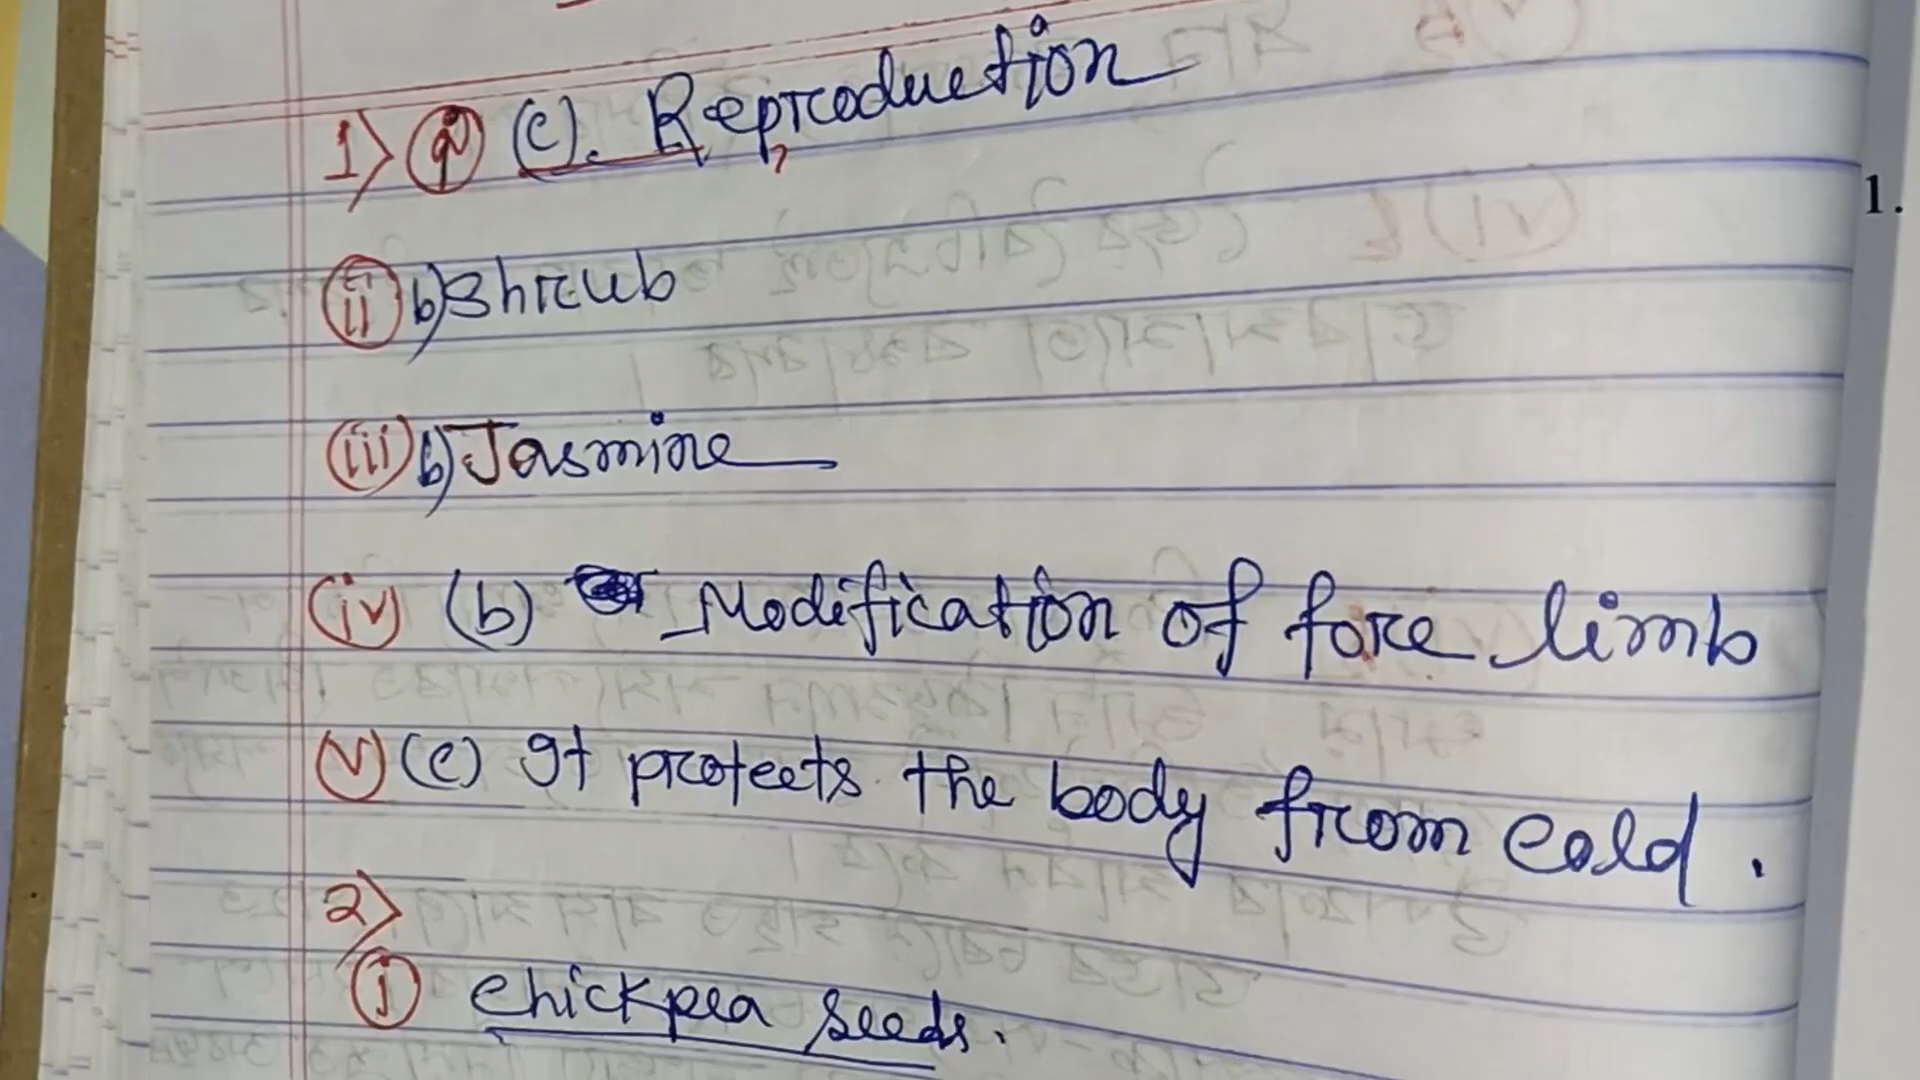 1) (i) (c). Reproduction
(ii) b) Shrub
(iii) b) Jasmine
(iv) (b) Modification of fore limb
(v) (c) It protects the body from cold.
2)
(i) chickpea seeds.
1.